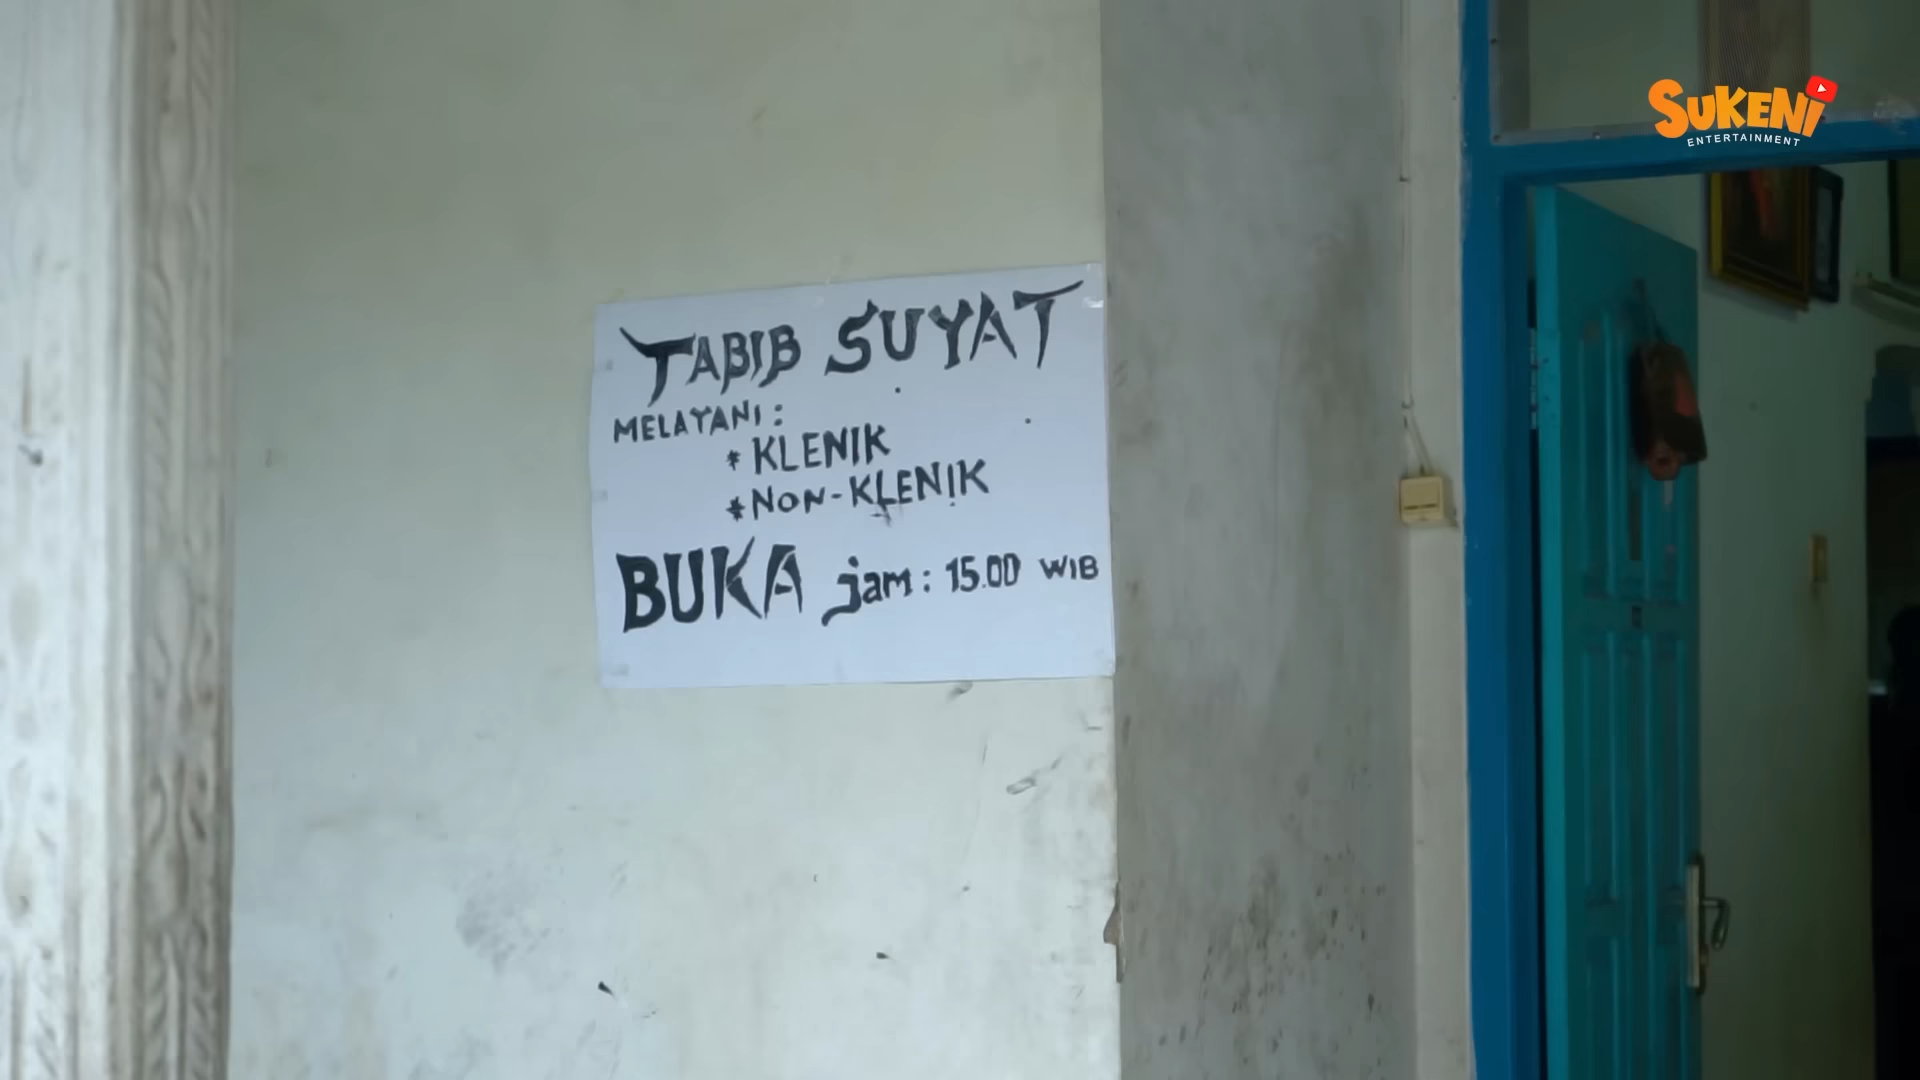 SUKENI
ENTERTAINMENT
TABIB SUYAT
MELAYANI :
* KLENIK
* NON-KLENIK
BUKA jam : 15.00 WIB